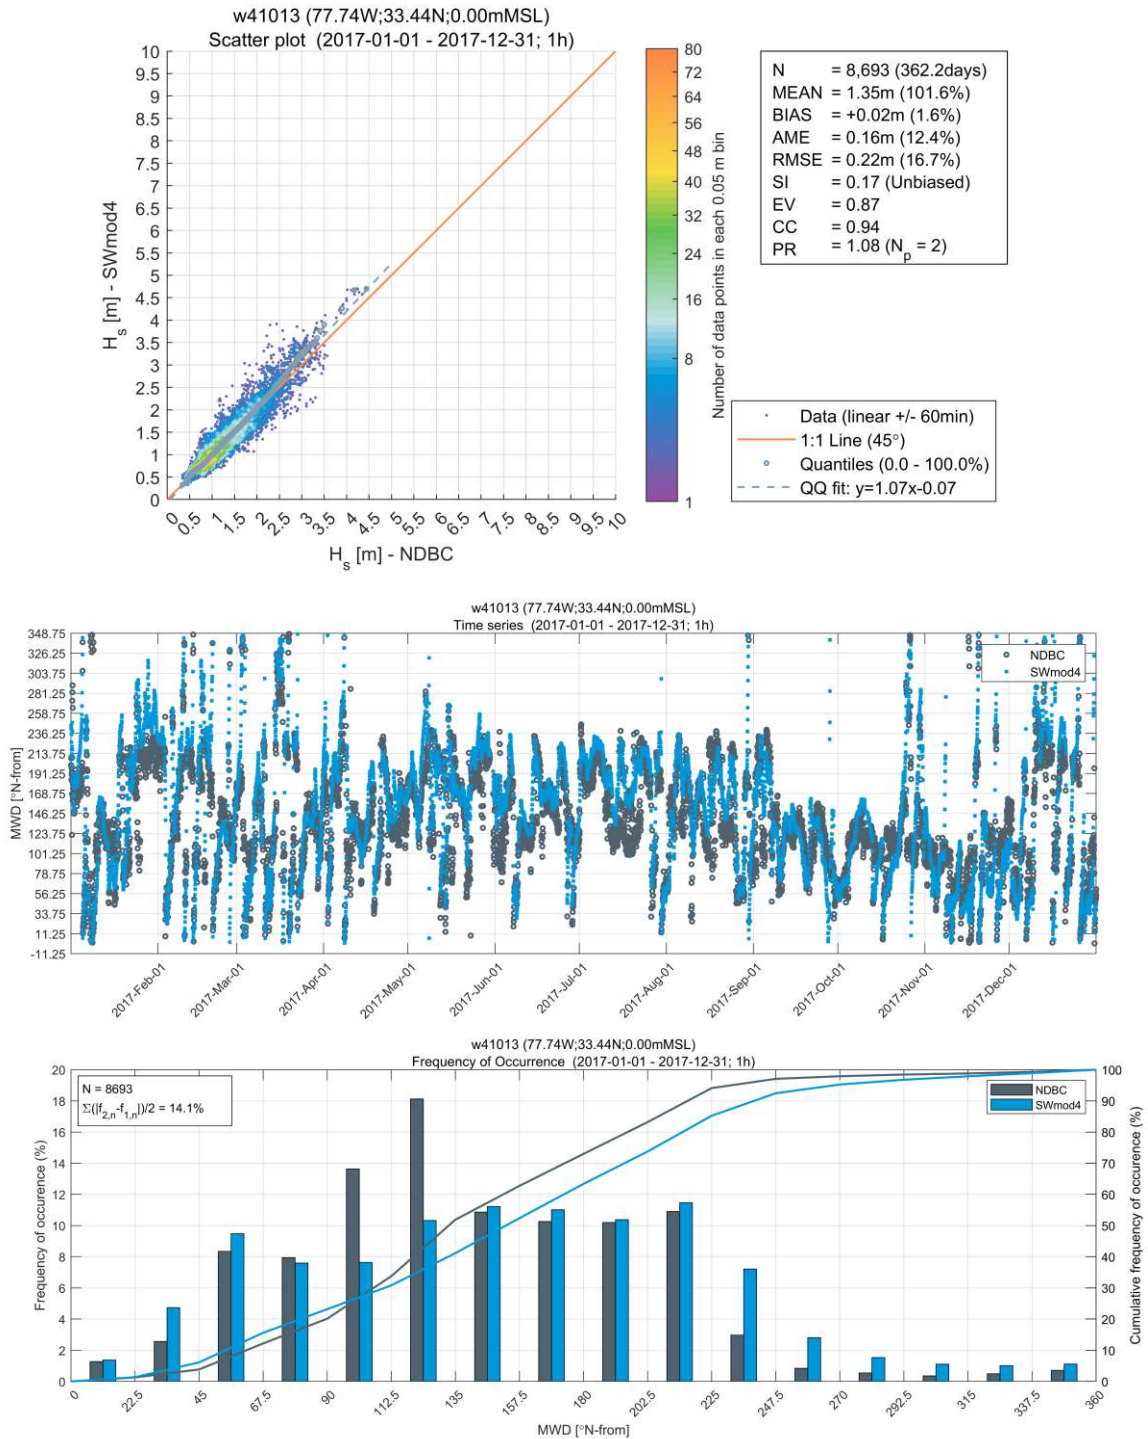 w41013 (77.74W;33.44N;0.00mMSL)
Scatter plot (2017-01-01 - 2017-12-31; 1h)
10
9.5
9
8.5
8
7.5
7
6.5
6
5.5
5
4.5
4
3.5
3
2.5
2
1.5
1
0.5
0
H_s [m] - SWmod4
0
0.5
1
1.5
2
2.5
3
3.5
4
4.5
5
5.5
6
6.5
7
7.5
8
8.5
9
9.5
10
H_s [m] - NDBC
80
72
64
56
48
40
32
24
16
8
1
Number of data points in each 0.05 m bin
N = 8,693 (362.2days)
MEAN = 1.35m (101.6%)
BIAS = +0.02m (1.6%)
AME = 0.16m (12.4%)
RMSE = 0.22m (16.7%)
SI = 0.17 (Unbiased)
EV = 0.87
CC = 0.94
PR = 1.08 (N_p = 2)
Data (linear +/- 60min)
1:1 Line (45°)
Quantiles (0.0 - 100.0%)
QQ fit: y=1.07x-0.07
w41013 (77.74W;33.44N;0.00mMSL)
Time series (2017-01-01 - 2017-12-31; 1h)
348.75
326.25
303.75
281.25
258.75
236.25
213.75
191.25
168.75
146.25
123.75
101.25
78.75
56.25
33.75
11.25
-11.25
MWD [°N-from]
NDBC
SWmod4
2017-Feb-01
2017-Mar-01
2017-Apr-01
2017-May-01
2017-Jun-01
2017-Jul-01
2017-Aug-01
2017-Sep-01
2017-Oct-01
2017-Nov-01
2017-Dec-01
w41013 (77.74W;33.44N;0.00mMSL)
Frequency of Occurrence (2017-01-01 - 2017-12-31; 1h)
N = 8693
Σ(|f_2,n-f_1,n|)/2 = 14.1%
NDBC
SWmod4
20
18
16
14
12
10
8
6
4
2
0
Frequency of occurence (%)
100
90
80
70
60
50
40
30
20
10
0
Cumulative frequency of occurence (%)
0
22.5
45
67.5
90
112.5
135
157.5
180
202.5
225
247.5
270
292.5
315
337.5
360
MWD [°N-from]